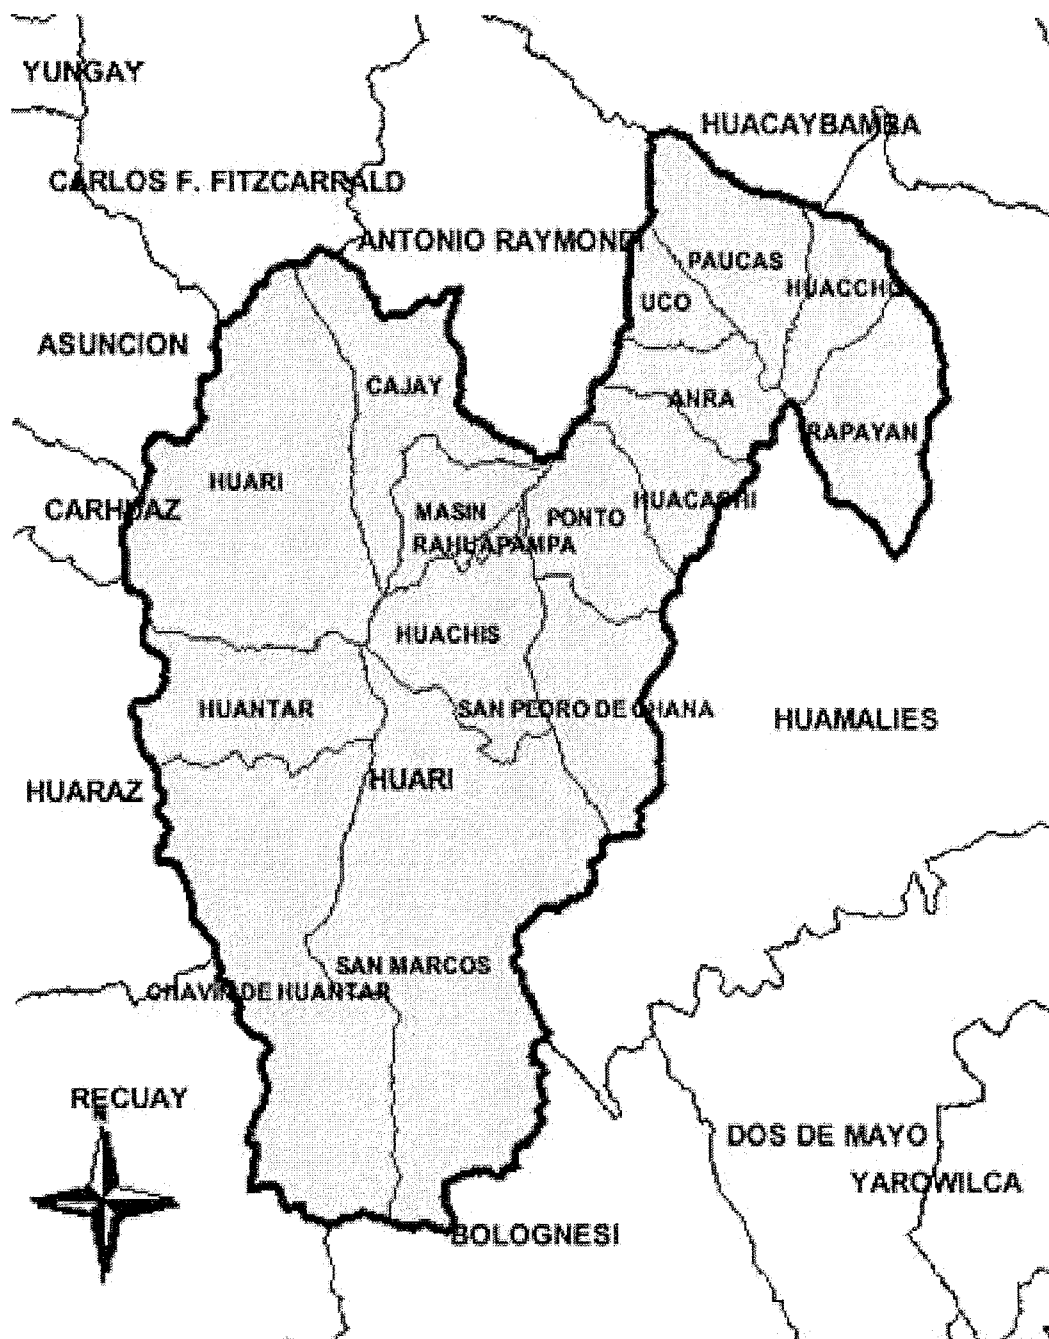 YUNGAY
HUACAYBAMBA
CARLOS F. FITZCARRALD
ANTONIO RAYMONDI
PAUCAS
HUACCHO
UCO
ASUNCION
CAJAY
ANRA
RAPAYAN
HUARI
HUACACHI
CARHUAZ
MASIN
PONTO
RAHUAPAMPA
HUACHIS
HUANTAR
SAN PEDRO DE CHANA
HUAMALIES
HUARI
HUARAZ
SAN MARCOS
CHAVIN DE HUANTAR
RECUAY
N
DOS DE MAYO
YAROWILCA
BOLOGNESI